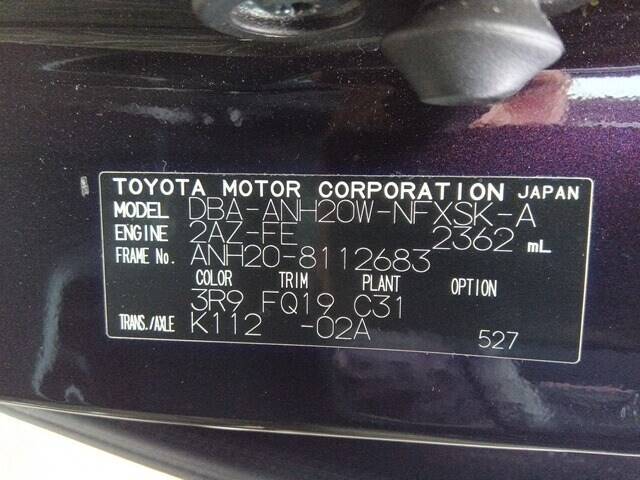 TOYOTA MOTOR CORPORATION JAPAN
MODEL DBA-ANH20W-NFXSK-A
ENGINE 2AZ-FE 2362 mL
FRAME No. ANH20-8112683
COLOR TRIM PLANT OPTION
3R9 FQ19 C31
TRANS./AXLE K112 -02A 527